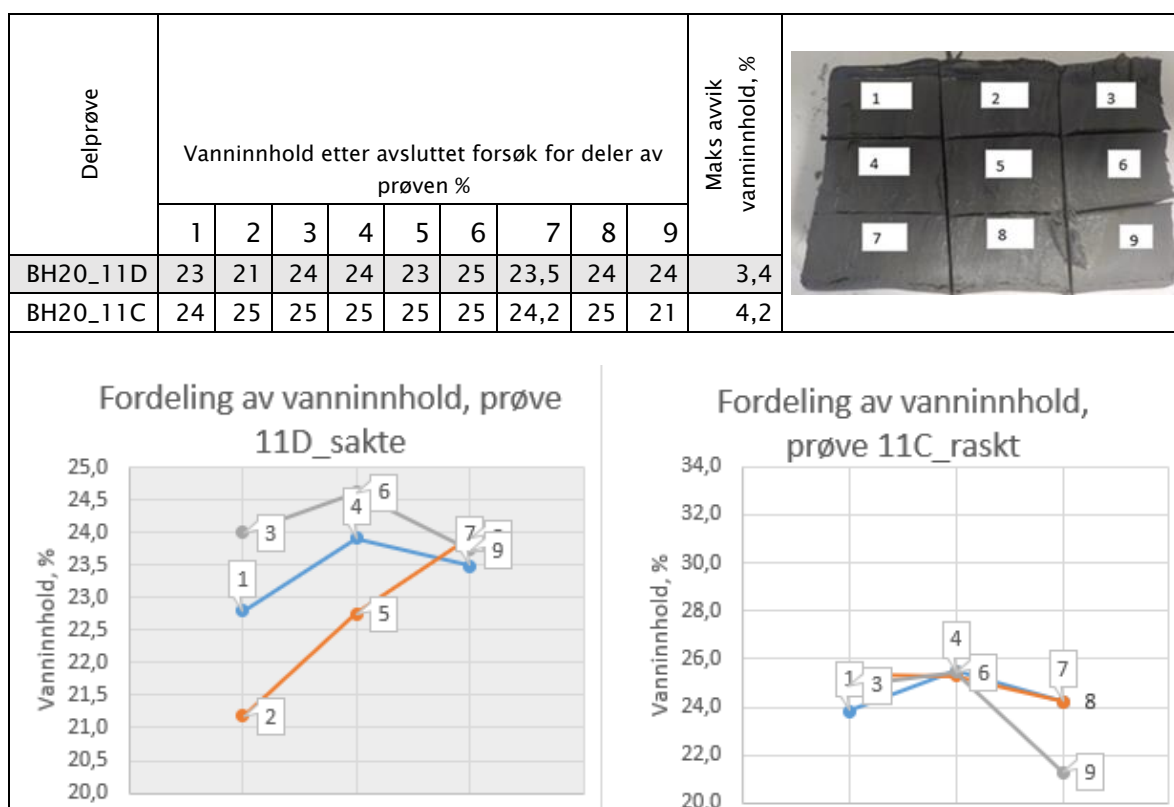 Delprøve
Vanninnhold etter avsluttet forsøk for deler av
prøven %
Maks avvik
vanninnhold, %
1 2 3 4 5 6 7 8 9
BH20_11D 23 21 24 24 23 25 23,5 24 24 3,4
BH20_11C 24 25 25 25 25 25 24,2 25 21 4,2
1 2 3
4 5 6
7 8 9
Fordeling av vanninnhold, prøve
11D_sakte
Vanninnhold, %
25,0
24,5
24,0
23,5
23,0
22,5
22,0
21,5
21,0
20,5
20,0
1
4
7
2
5
3
6
9
Fordeling av vanninnhold,
prøve 11C_raskt
Vanninnhold, %
34,0
32,0
30,0
28,0
26,0
24,0
22,0
20,0
1
4
7
3
6
8
9